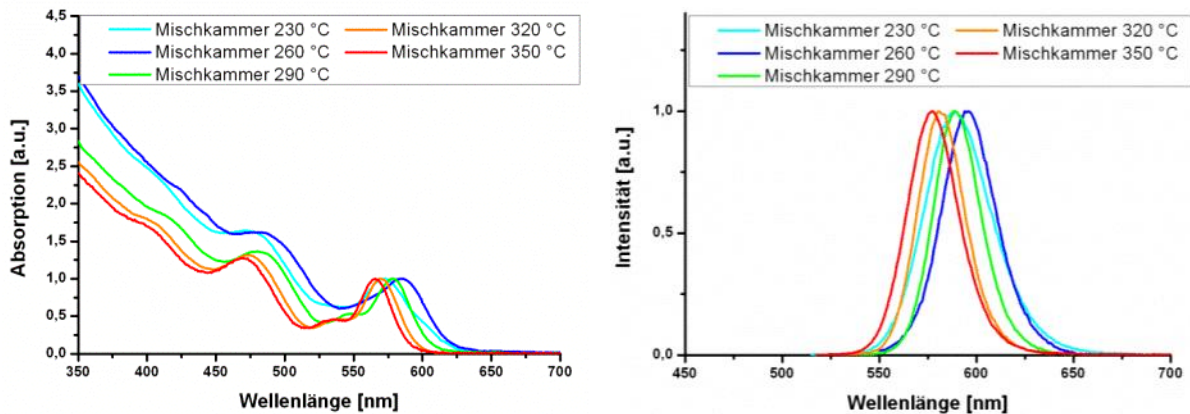 4,5
4,0
3,5
3,0
2,5
2,0
1,5
1,0
0,5
0,0
Absorption [a.u.]
Mischkammer 230 °C
Mischkammer 320 °C
Mischkammer 260 °C
Mischkammer 350 °C
Mischkammer 290 °C
350 400 450 500 550 600 650 700
Wellenlänge [nm]
1,0
0,5
0,0
Intensität [a.u.]
Mischkammer 230 °C
Mischkammer 320 °C
Mischkammer 260 °C
Mischkammer 350 °C
Mischkammer 290 °C
450 500 550 600 650 700
Wellenlänge [nm]